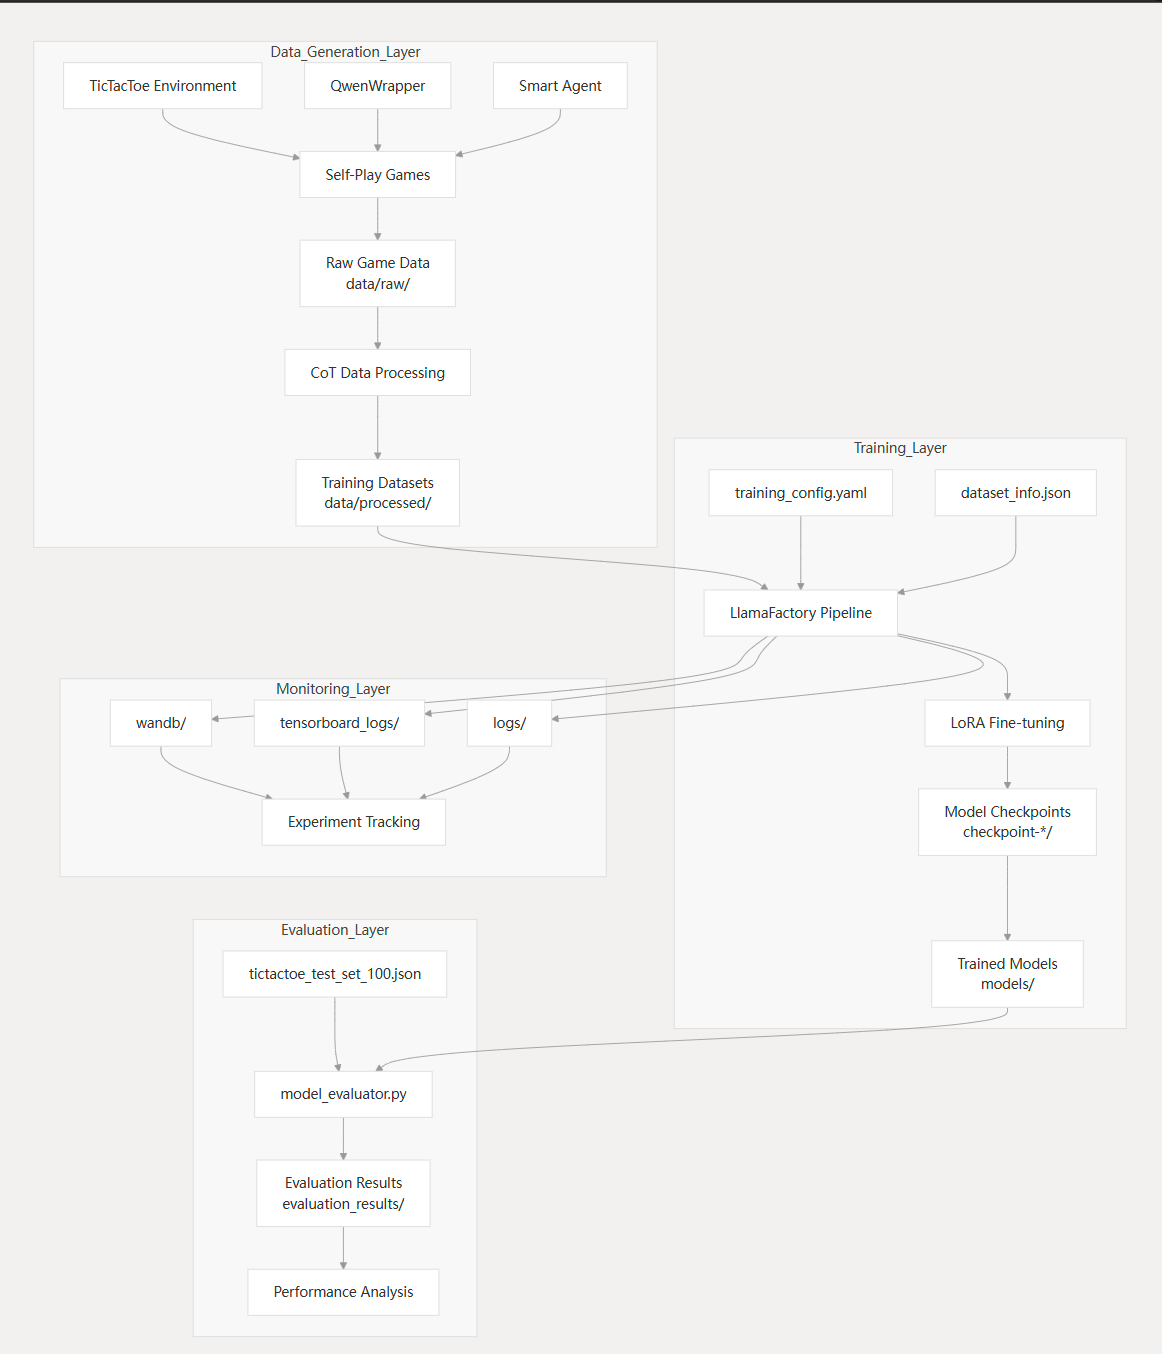 Data_Generation_Layer
TicTacToe Environment
QwenWrapper
Smart Agent
Self-Play Games
Raw Game Data
data/raw/
CoT Data Processing
Training Datasets
data/processed/
Training_Layer
training_config.yaml
dataset_info.json
LlamaFactory Pipeline
Monitoring_Layer
wandb/
tensorboard_logs/
logs/
LoRA Fine-tuning
Experiment Tracking
Model Checkpoints
checkpoint-*/
Evaluation_Layer
tictactoe_test_set_100.json
Trained Models
models/
model_evaluator.py
Evaluation Results
evaluation_results/
Performance Analysis